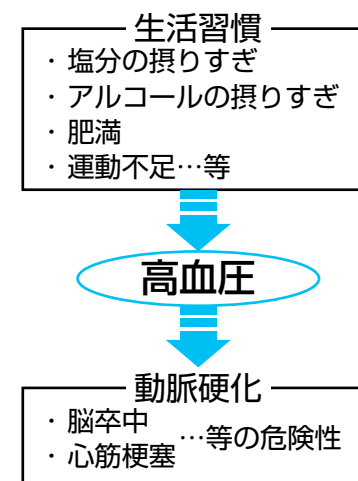 生活習慣
・塩分の摂りすぎ
・アルコールの摂りすぎ
・肥満
・運動不足…等
高血圧
動脈硬化
・脳卒中
・心筋梗塞
…等の危険性